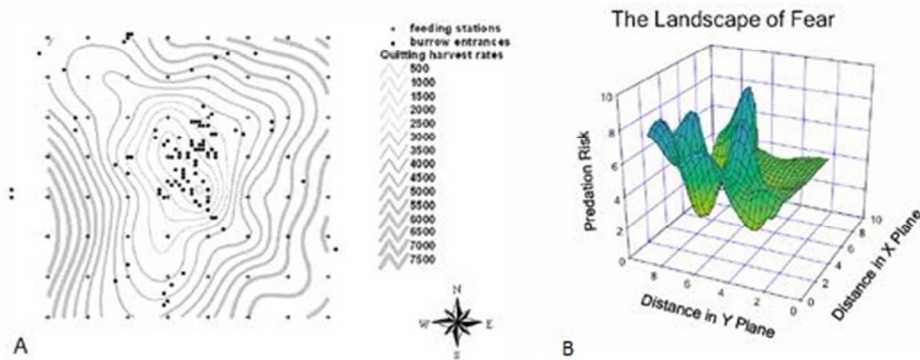 feeding stations
burrow entrances
Quitting harvest rates
500
1000
1500
2000
2500
3000
3500
4000
4500
5000
5500
6000
6500
7000
7500
N
W E
S
A
The Landscape of Fear
Predation Risk
10
8
6
4
2
0
8
6
4
2
0
Distance in Y Plane
0
2
4
6
8
10
Distance in X Plane
B